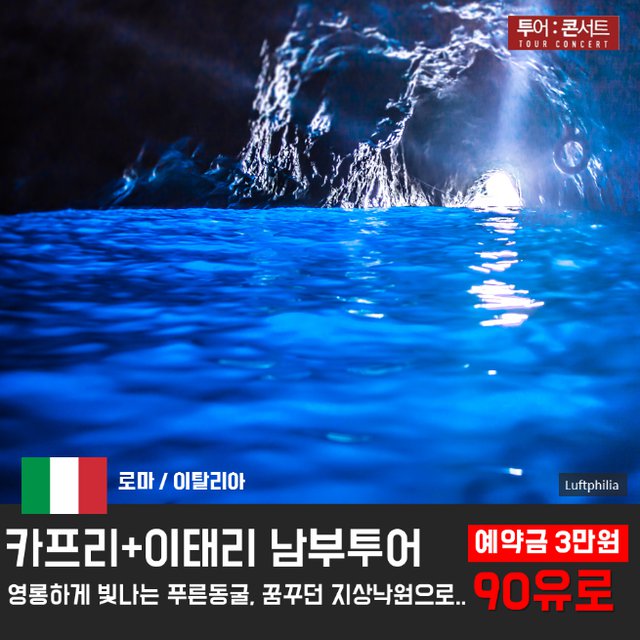 투어:콘서트
TOUR CONCERT
로마 / 이탈리아
Luftphilia
카프리+이태리 남부투어
예약금 3만원
영롱하게 빛나는 푸른동굴, 꿈꾸던 지상낙원으로..
90유로